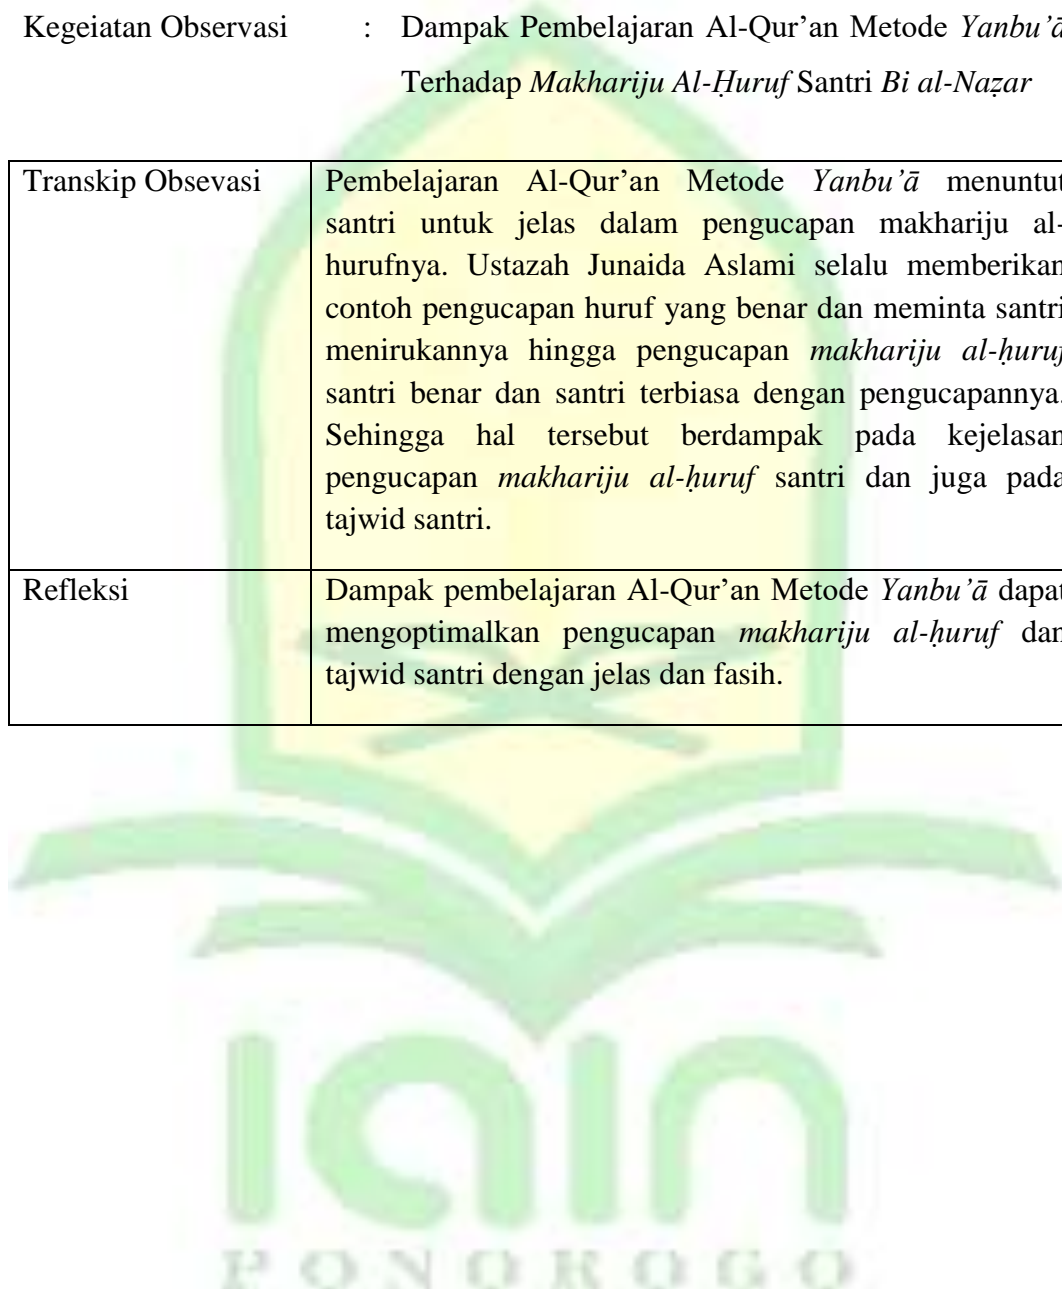 Kegeiatan Observasi : Dampak Pembelajaran Al-Qur’an Metode Yanbu’ā
Terhadap Makhariju Al-Ḥuruf Santri Bi al-Naẓar
Transkip Obsevasi
Pembelajaran Al-Qur’an Metode Yanbu’ā menuntut
santri untuk jelas dalam pengucapan makhariju al-
hurufnya. Ustazah Junaida Aslami selalu memberikan
contoh pengucapan huruf yang benar dan meminta santri
menirukannya hingga pengucapan makhariju al-ḥuruf
santri benar dan santri terbiasa dengan pengucapannya.
Sehingga hal tersebut berdampak pada kejelasan
pengucapan makhariju al-ḥuruf santri dan juga pada
tajwid santri.
Refleksi
Dampak pembelajaran Al-Qur’an Metode Yanbu’ā dapat
mengoptimalkan pengucapan makhariju al-ḥuruf dan
tajwid santri dengan jelas dan fasih.
iain
PONOROGO